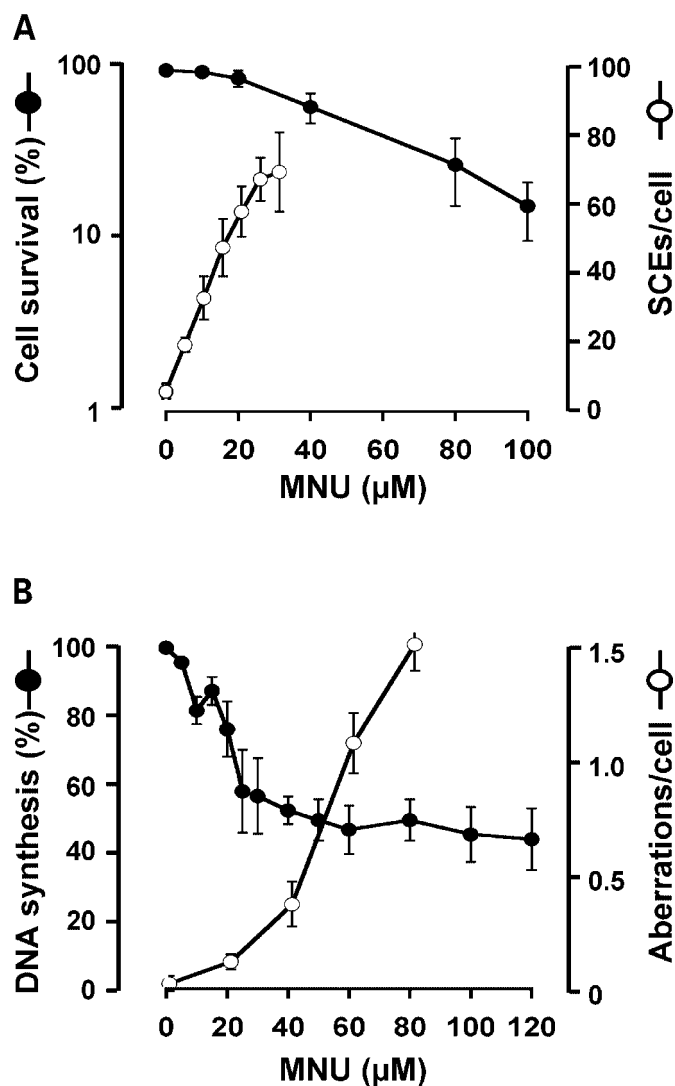 A
Cell survival (%)
100
10
1
100
80
60
40
20
0
SCEs/cell
0 20 40 60 80 100
MNU (µM)
B
DNA synthesis (%)
100
80
60
40
20
0
1.5
1.0
0.5
0
Aberrations/cell
0 20 40 60 80 100 120
MNU (µM)